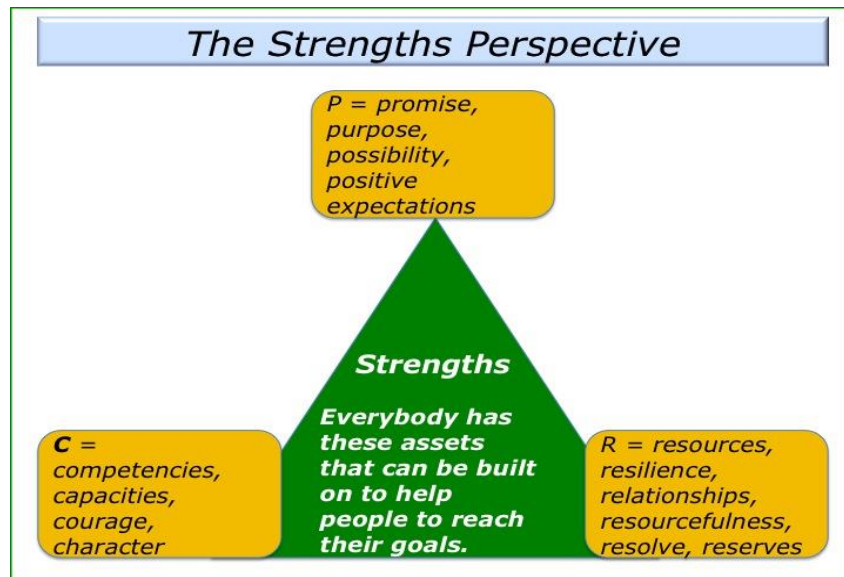 The Strengths Perspective
P = promise,
purpose,
possibility,
positive
expectations
Strengths
Everybody has
these assets
that can be built
on to help
people to reach
their goals.
C =
competencies,
capacities,
courage,
character
R = resources,
resilience,
relationships,
resourcefulness,
resolve, reserves